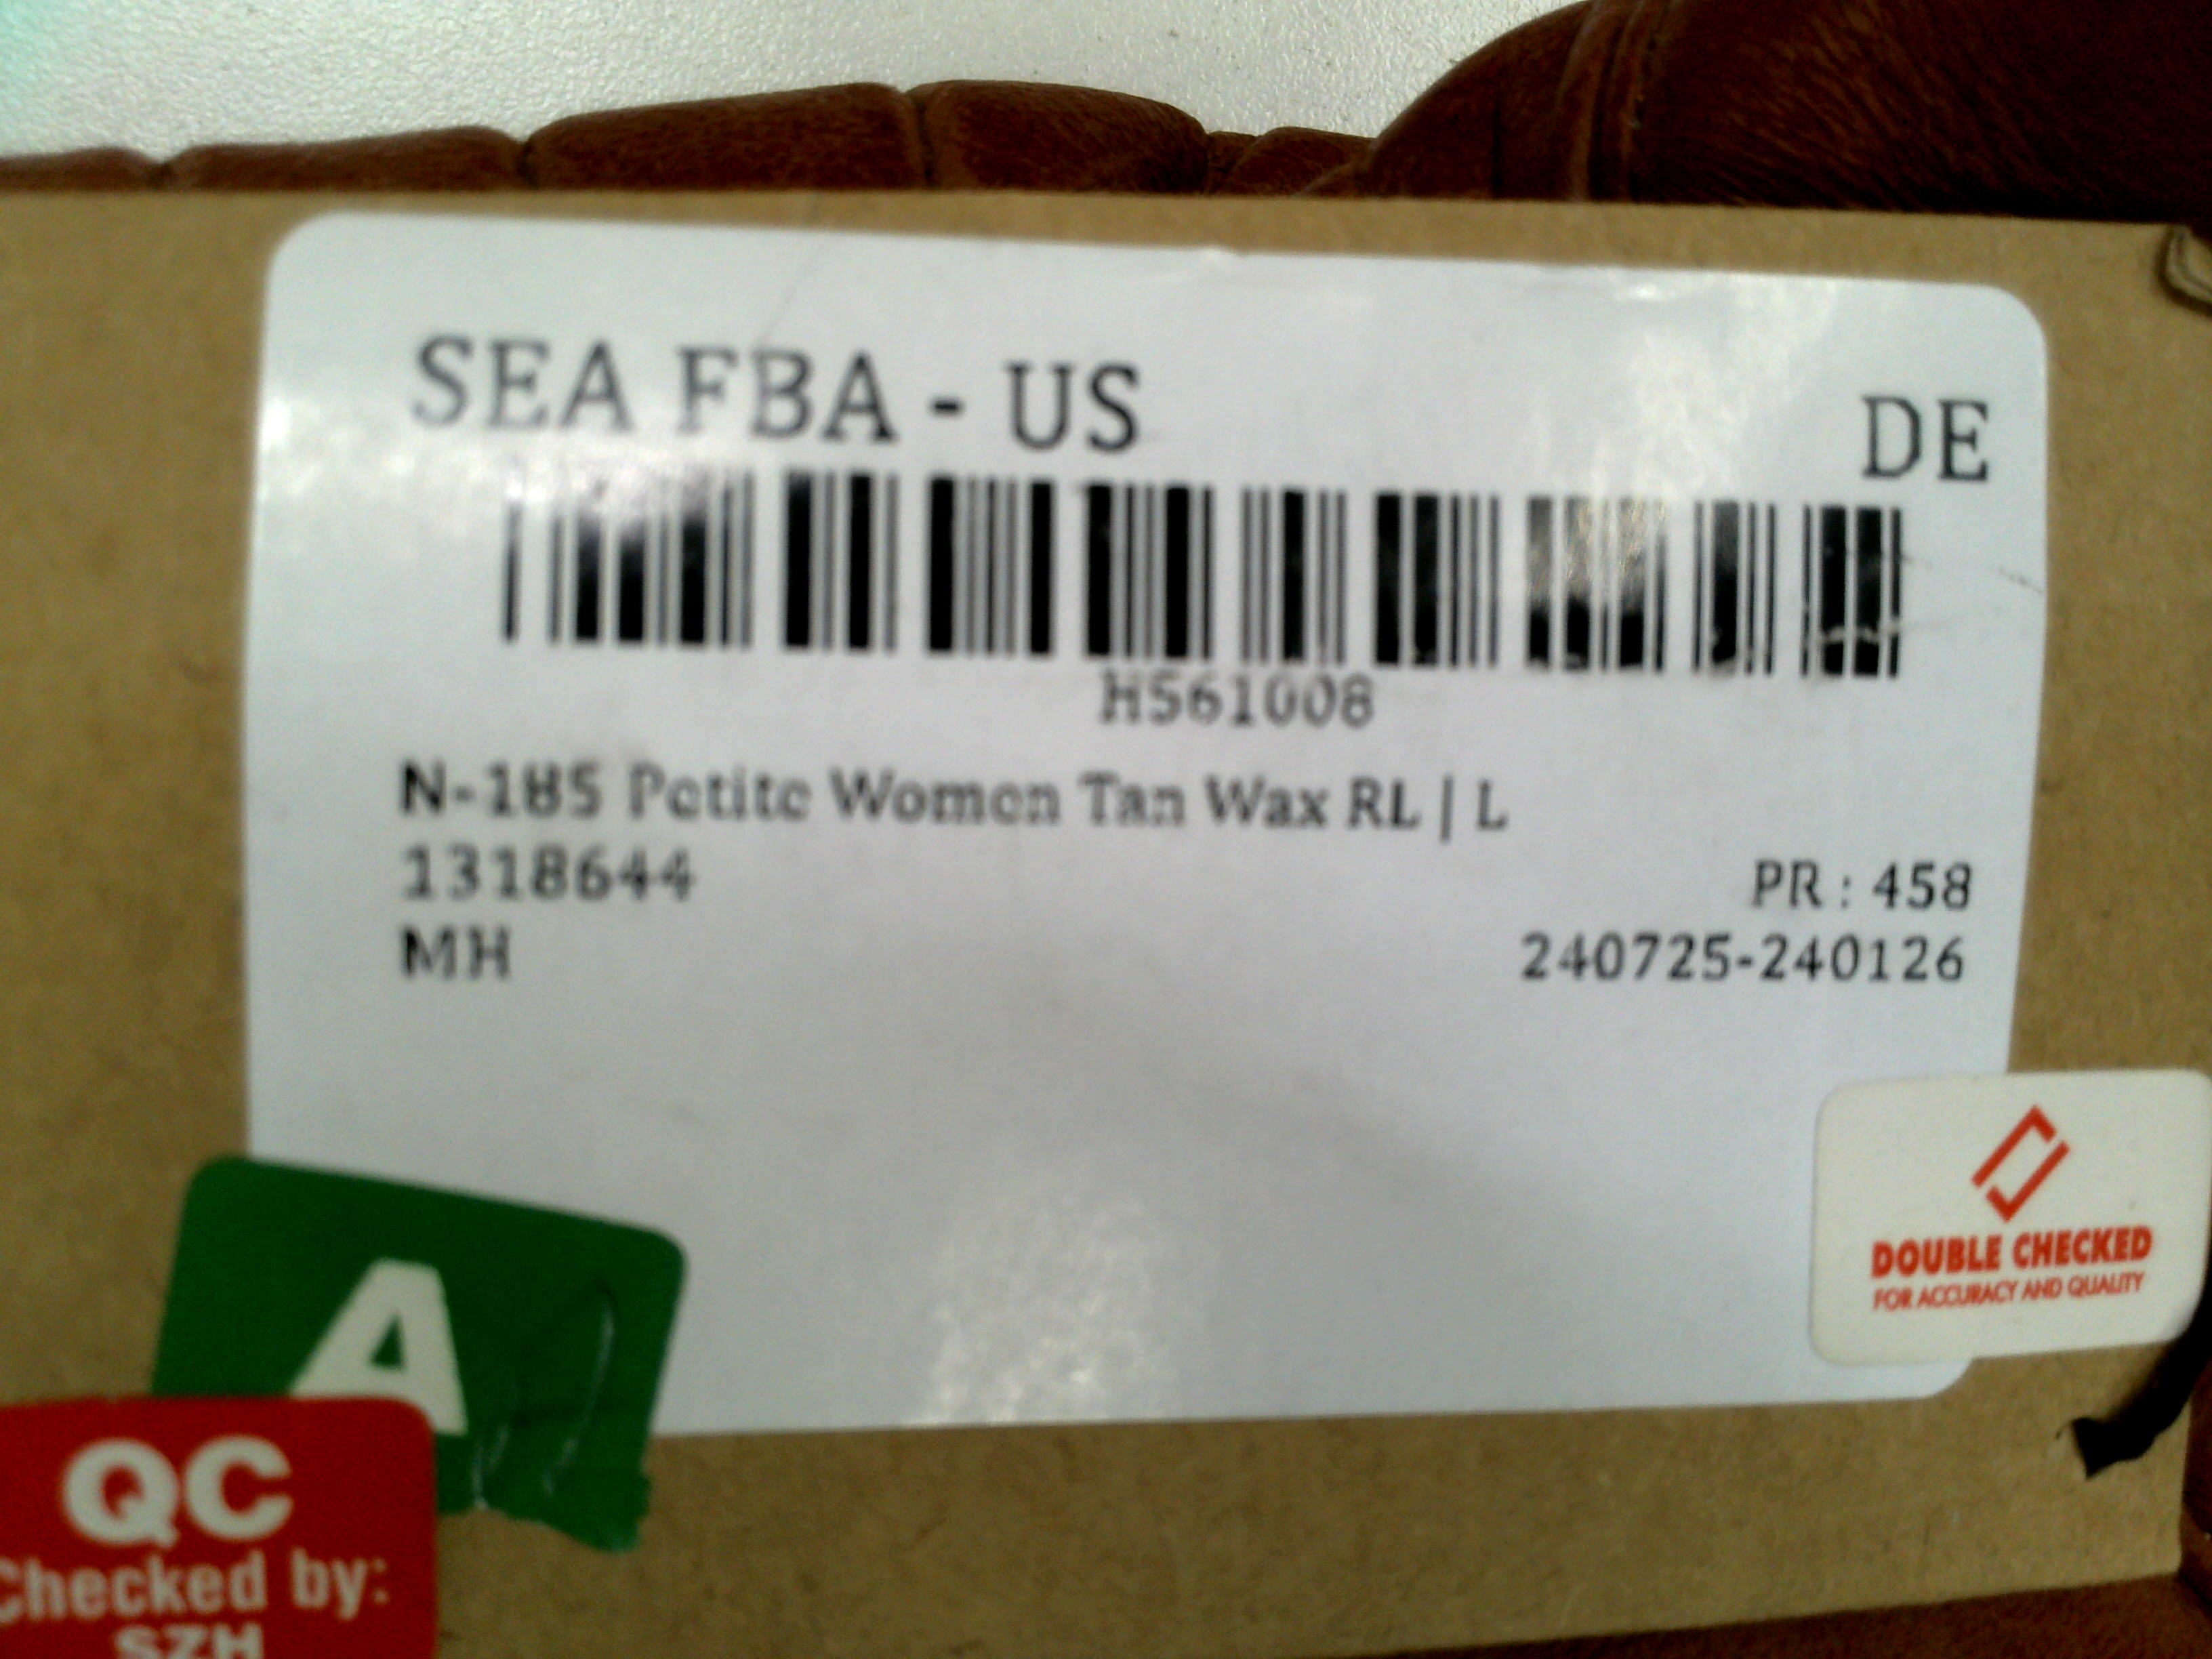 SEA FBA - US
DE
H561008
N-185 Petite Women Tan Wax RL | L
1318644
PR : 458
MH
240725-240126
DOUBLE CHECKED
FOR ACCURACY AND QUALITY
A
QC
Checked by:
SZH